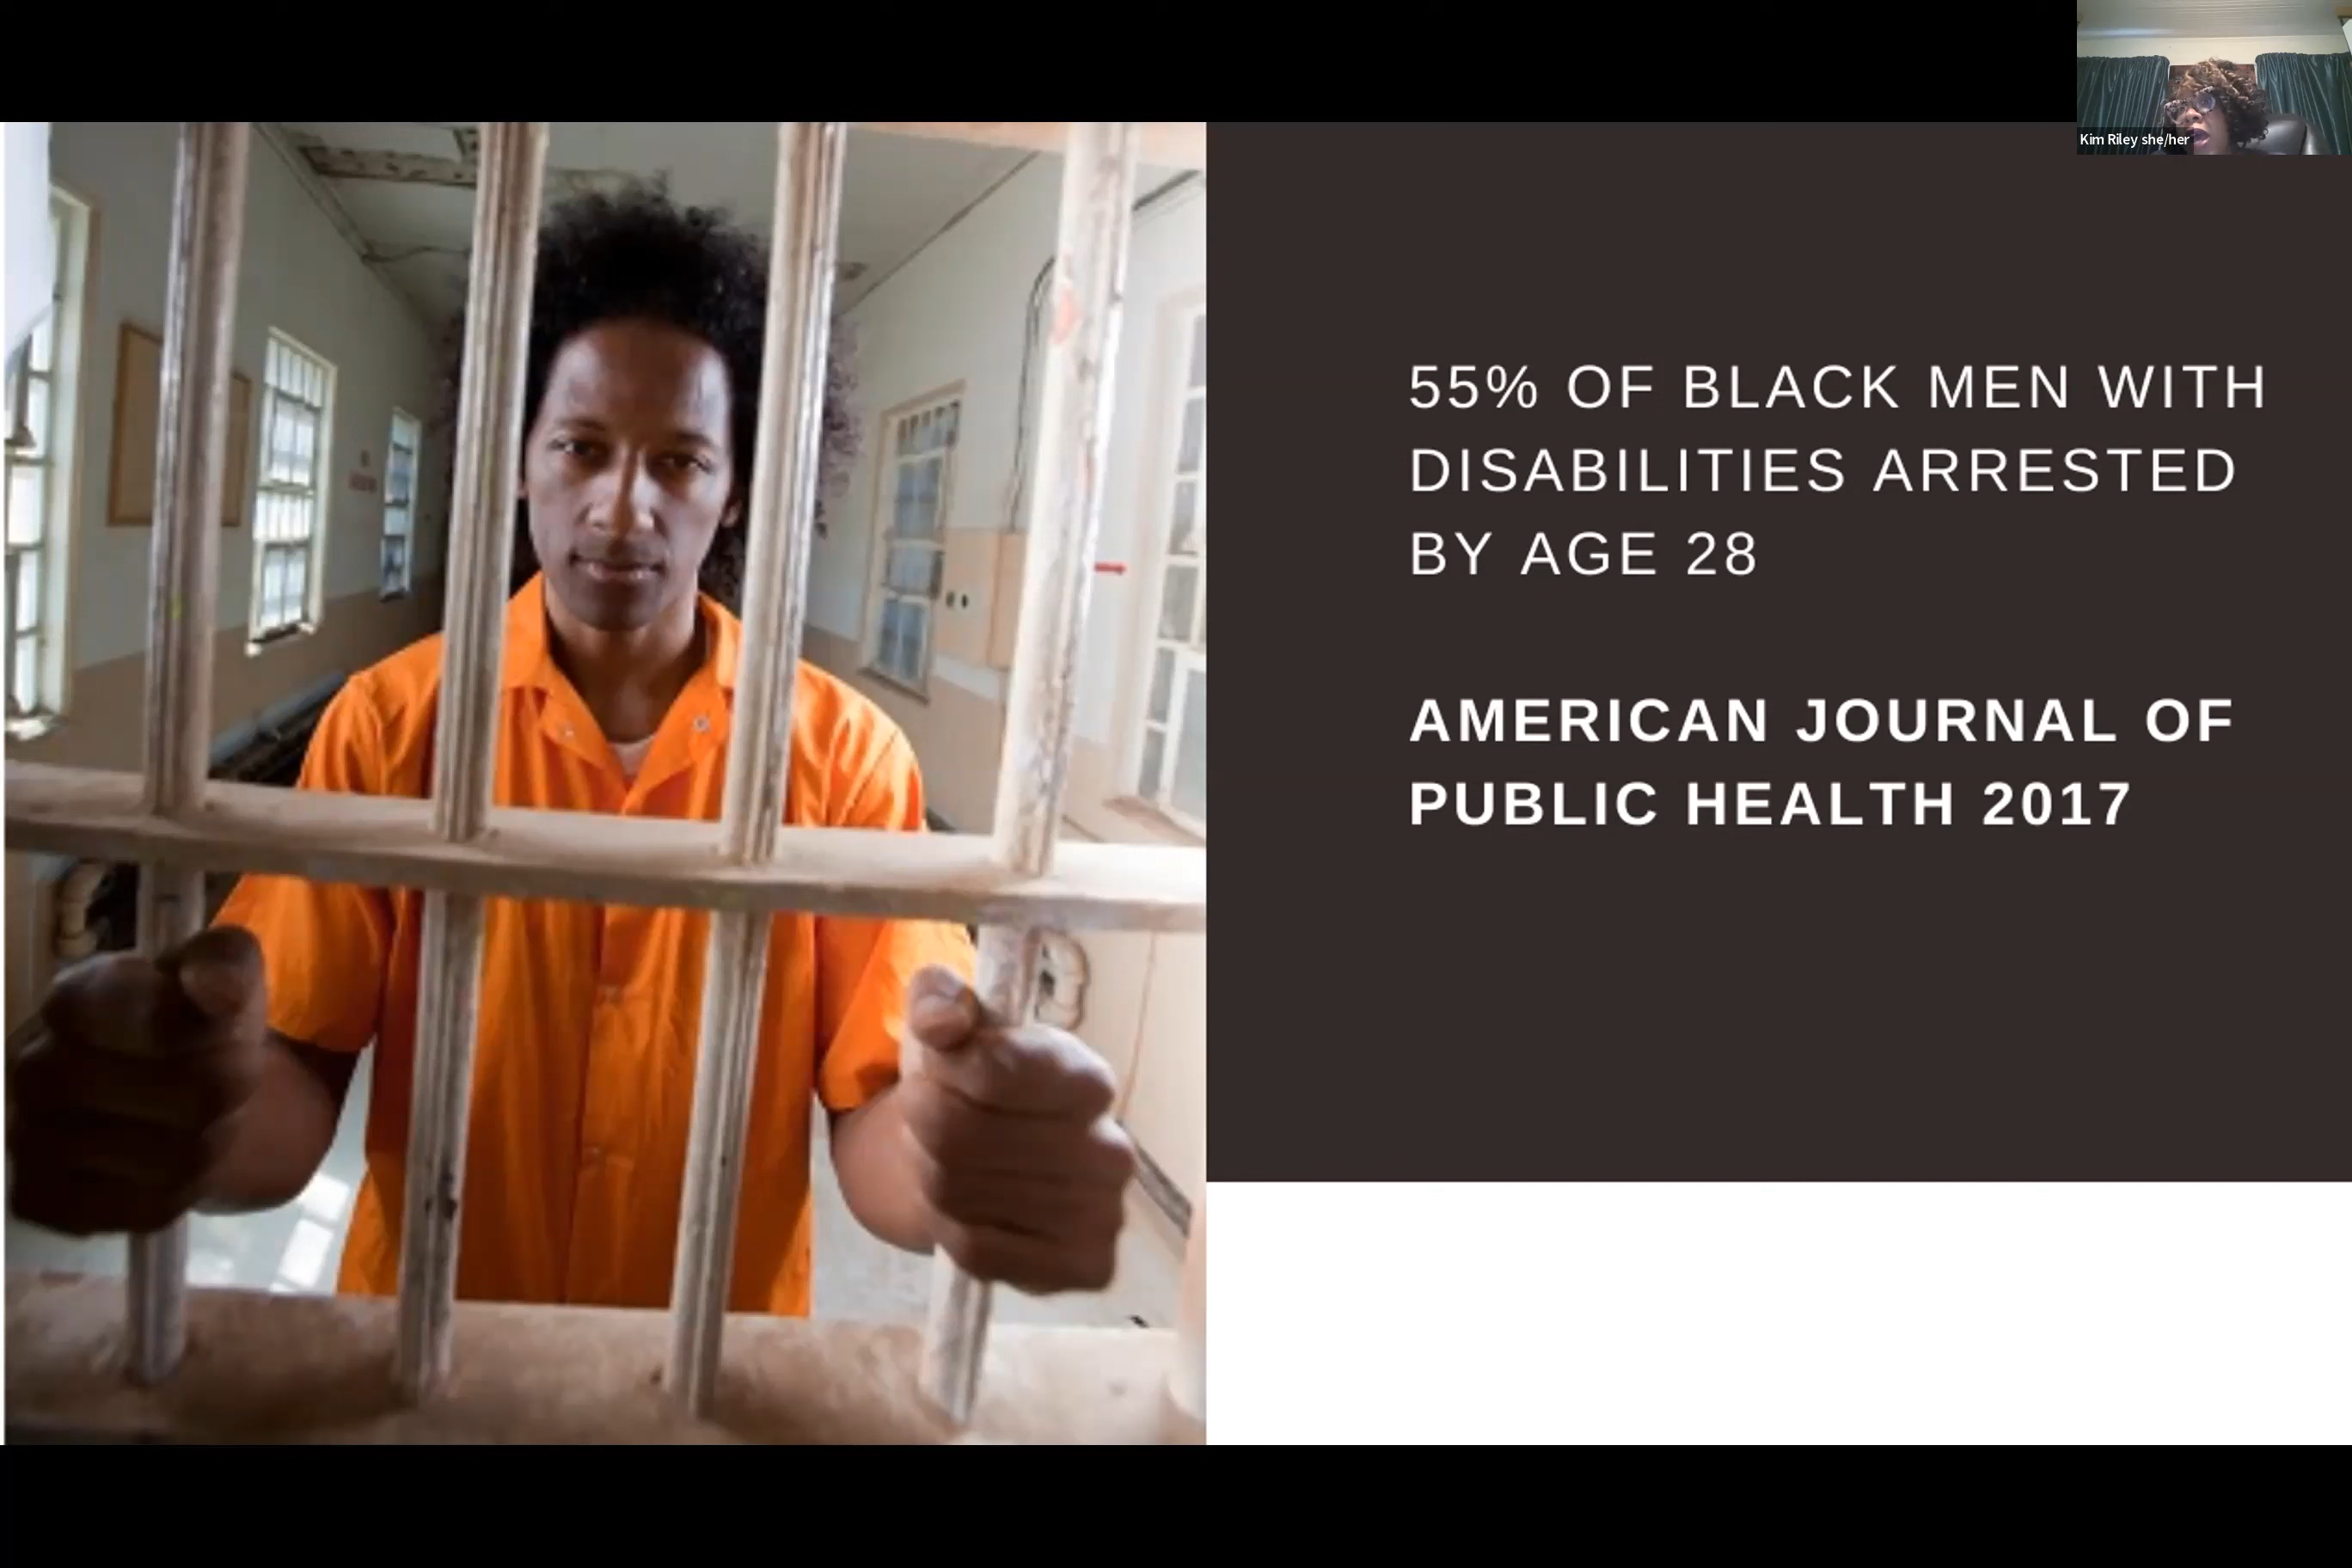 Kim Riley she/her
55% OF BLACK MEN WITH
DISABILITIES ARRESTED
BY AGE 28
AMERICAN JOURNAL OF
PUBLIC HEALTH 2017